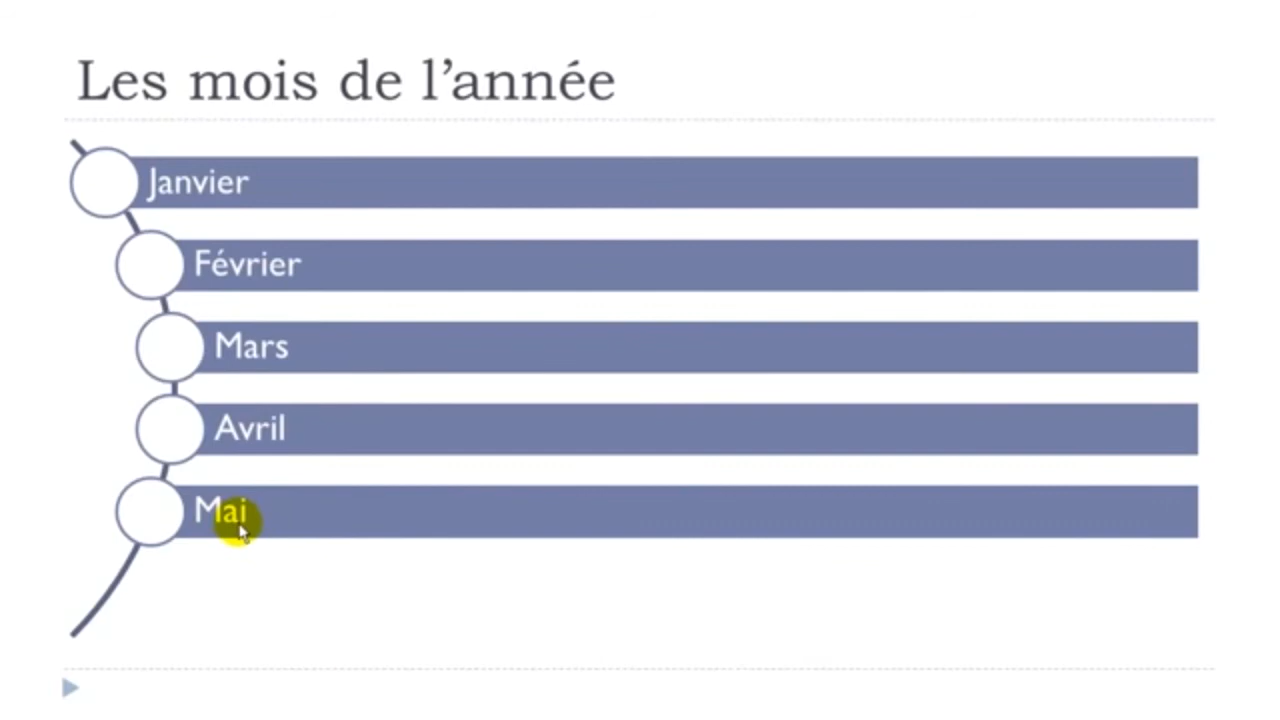 Les mois de l’année
Janvier
Février
Mars
Avril
Mai